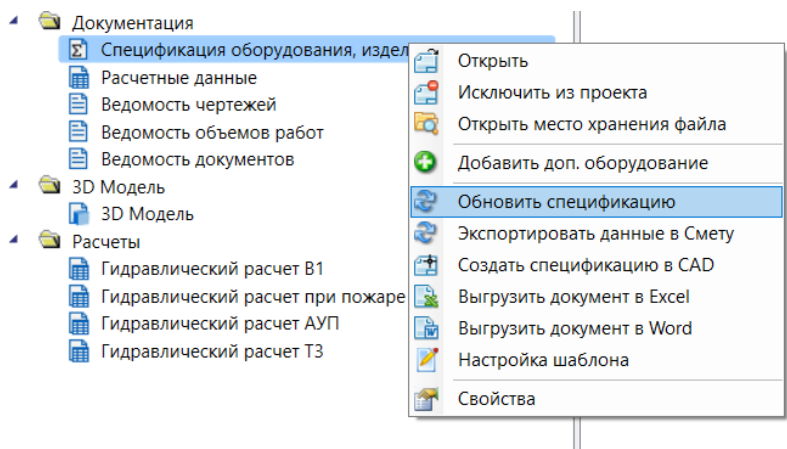 Документация
Спецификация оборудования, издел
Расчетные данные
Ведомость чертежей
Ведомость объемов работ
Ведомость документов
3D Модель
3D Модель
Расчеты
Гидравлический расчет В1
Гидравлический расчет при пожаре
Гидравлический расчет АУП
Гидравлический расчет Т3
Открыть
Исключить из проекта
Открыть место хранения файла
Добавить доп. оборудование
Обновить спецификацию
Экспортировать данные в Смету
Создать спецификацию в CAD
Выгрузить документ в Excel
Выгрузить документ в Word
Настройка шаблона
Свойства